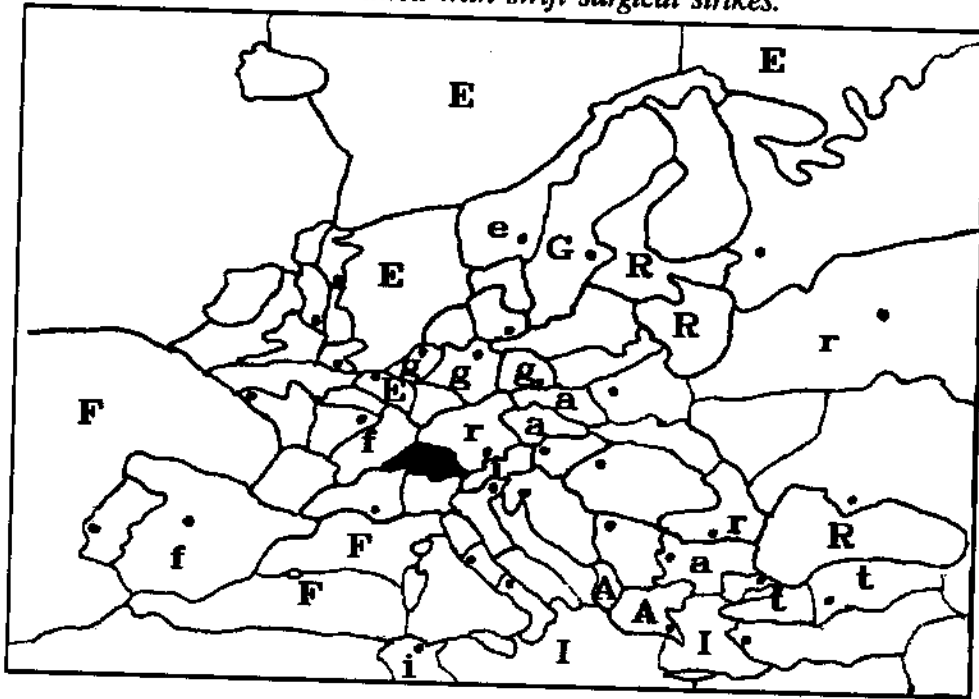 with swift surgical strikes.
E
E
e G R
E
R
r
g g g
E a
F
a
f r
r R
F
f a t
F A A t
I I
i